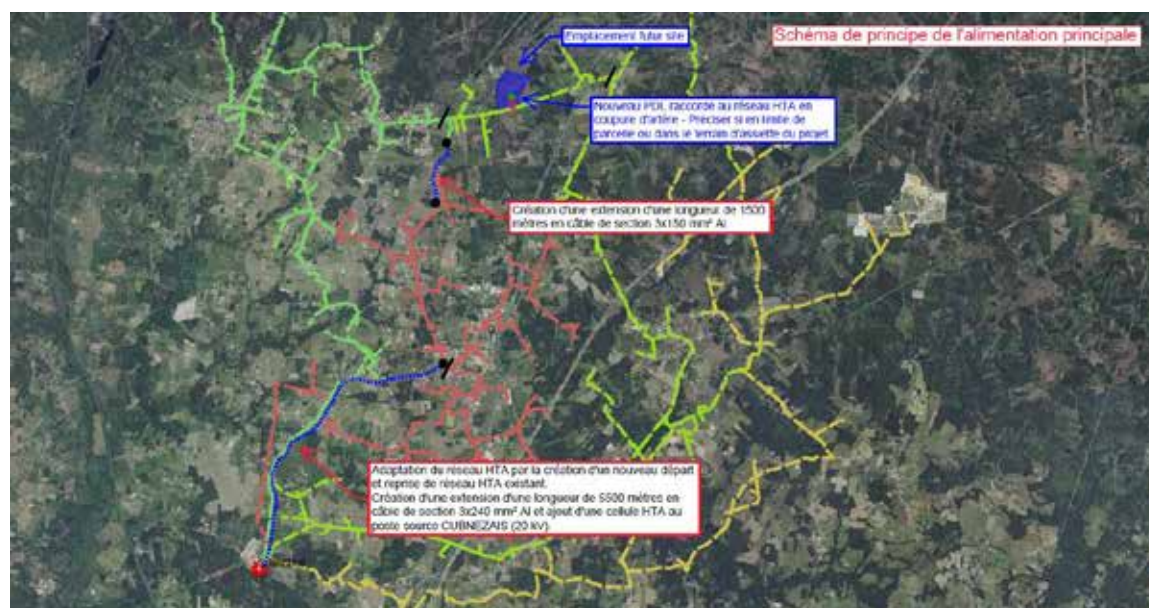 Schéma de principe de l'alimentation principale
Emplacement futur site
Nouveau PDL raccordé au réseau HTA en
coupure d'artère - Préciser si en limite de
parcelle ou dans le terrain d'assiette du projet.
Création d'une extension d'une longueur de 1500
mètres en câble de section 3x150 mm² Al
Adaptation du réseau HTA par la création d'un nouveau départ
et reprise de réseau HTA existant.
Création d'une extension d'une longueur de 5500 mètres en
câble de section 3x240 mm² Al et ajout d'une cellule HTA au
poste source CUBNEZAIS (20 kV)